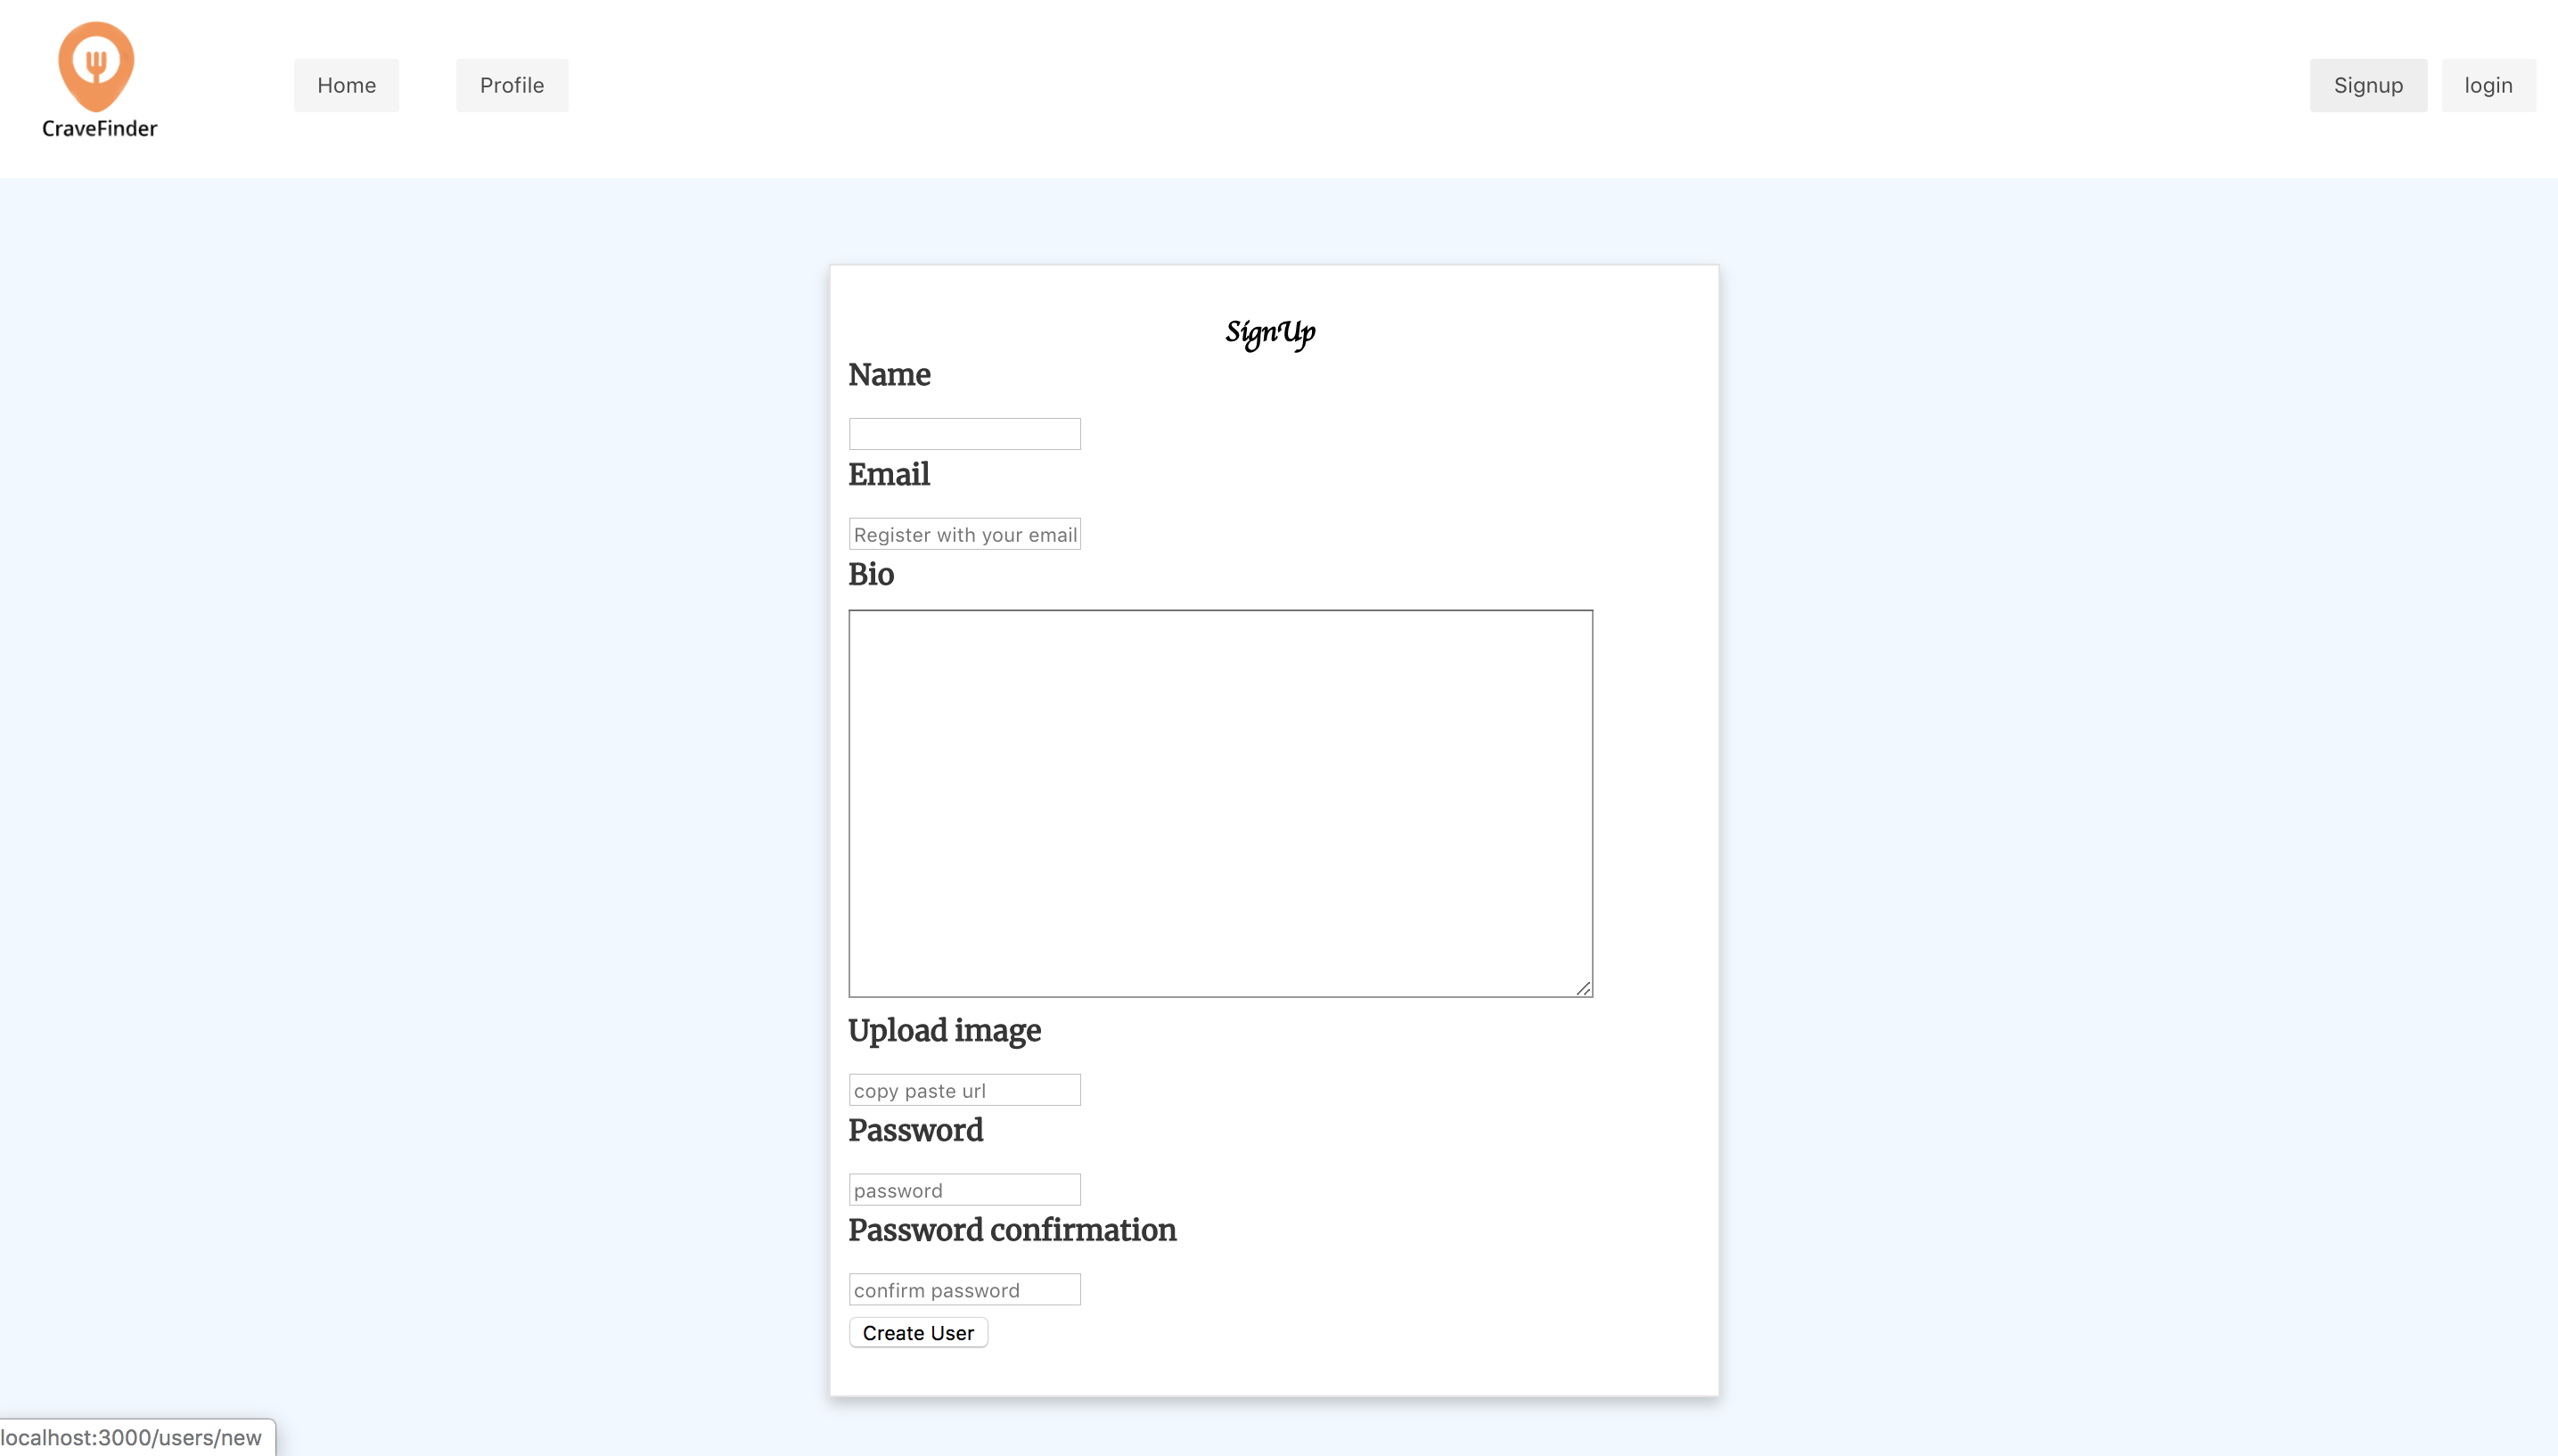 CraveFinder
Home
Profile
Signup
login
SignUp
Name
Email
Register with your email
Bio
Upload image
copy paste url
Password
password
Password confirmation
confirm password
Create User
localhost:3000/users/new